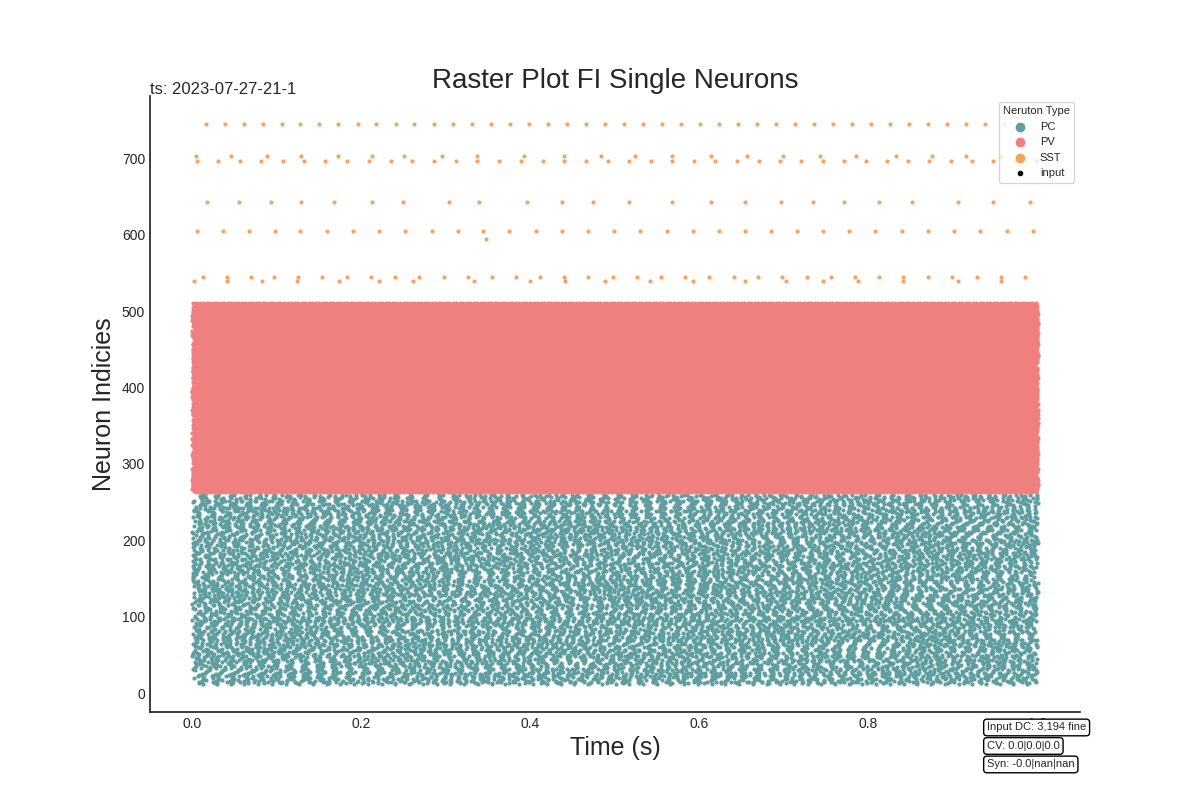 Raster Plot FI Single Neurons
ts: 2023-07-27-21-1
Neruton Type
PC
PV
SST
input
Neuron Indicies
700
600
500
400
300
200
100
0
0.0 0.2 0.4 0.6 0.8
Time (s)
Input DC: 3,194 fine
CV: 0.0|0.0|0.0
Syn: -0.0|nan|nan